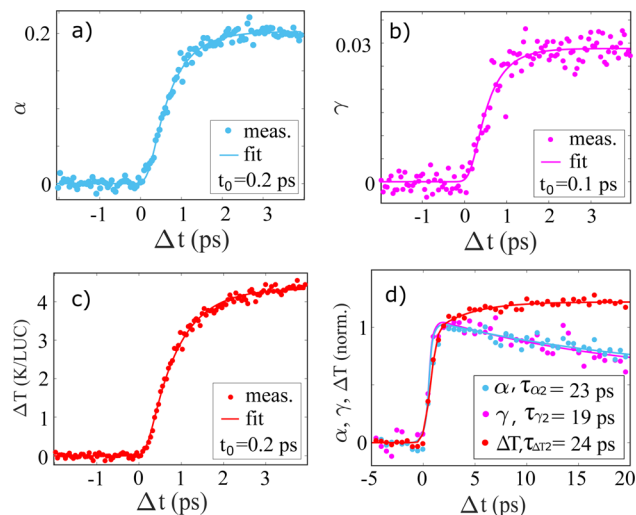 a)
0.2
0
α
-1 0 1 2 3
Δt (ps)
meas.
fit
t₀=0.2 ps
b)
0.03
0
γ
-1 0 1 2 3
Δt (ps)
meas.
fit
t₀=0.1 ps
c)
4
3
2
1
0
ΔT (K/LUC)
-1 0 1 2 3
Δt (ps)
meas.
fit
t₀=0.2 ps
d)
1
0
α, γ, ΔT (norm.)
-5 0 5 10 15 20
Δt (ps)
α, τα2= 23 ps
γ, τγ2= 19 ps
ΔT,τΔT2= 24 ps